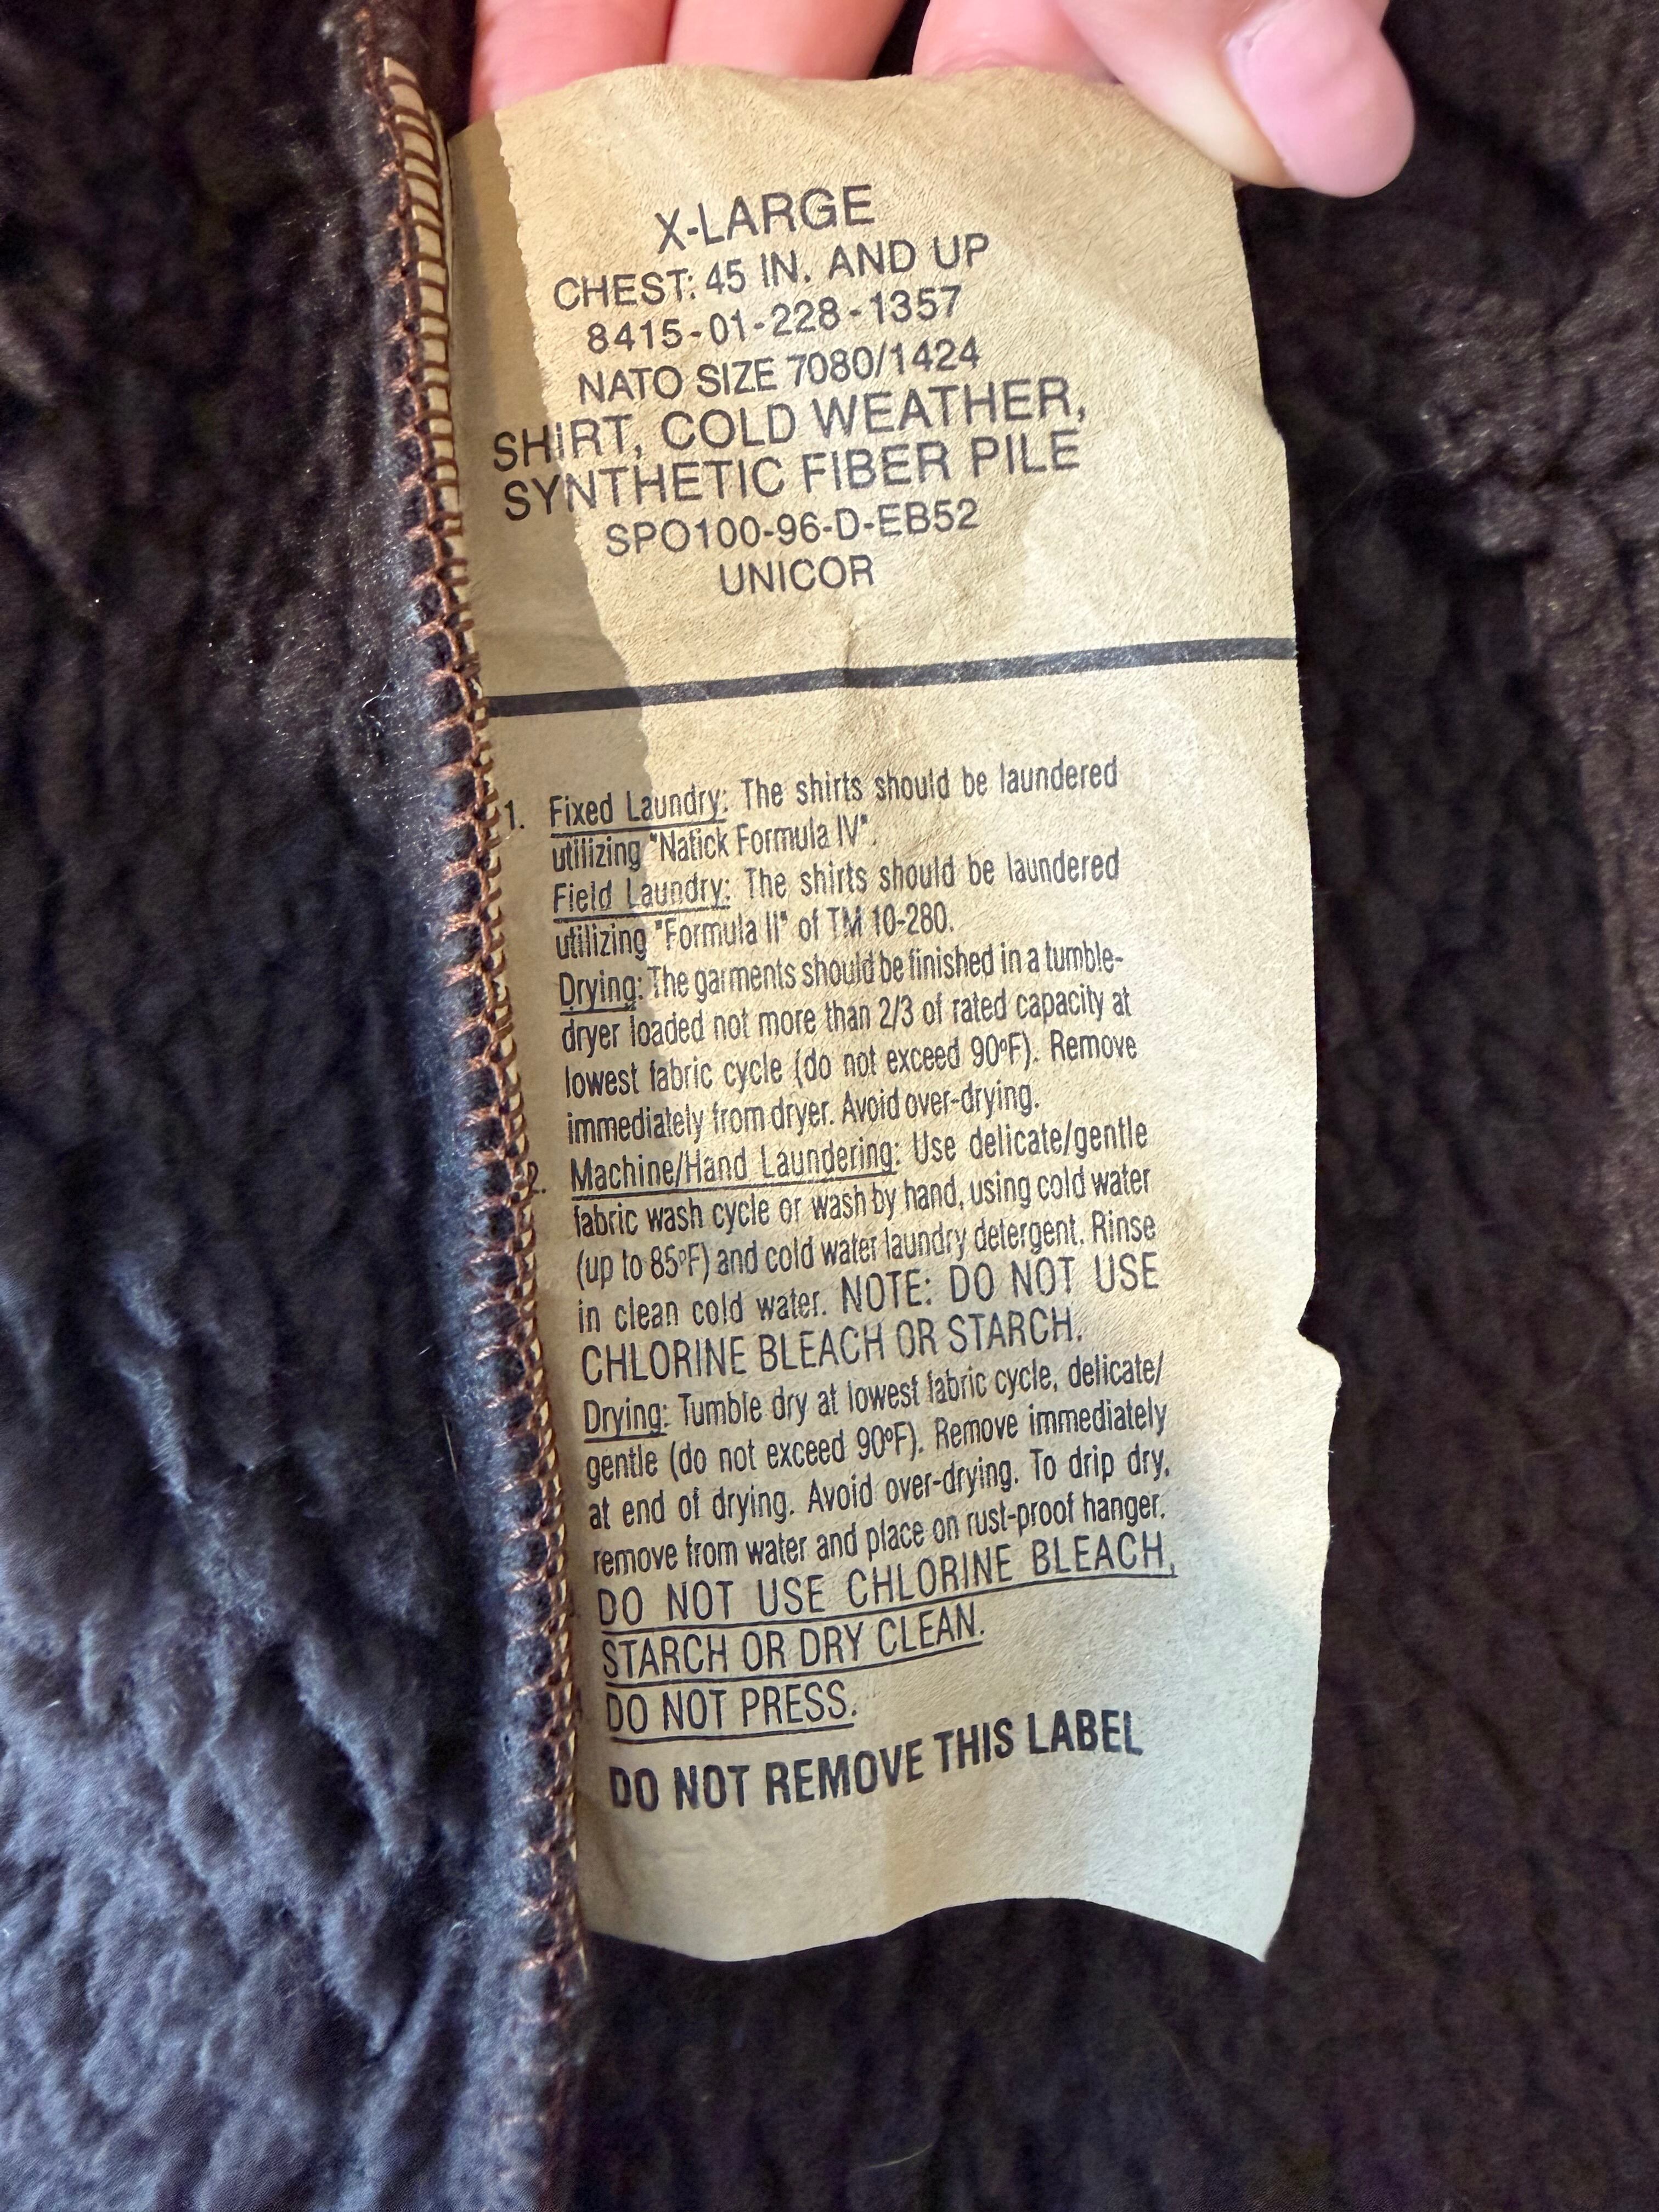 X-LARGE
CHEST: 45 IN. AND UP
8415-01-228-1357
NATO SIZE 7080/1424
SHIRT, COLD WEATHER,
SYNTHETIC FIBER PILE
SPO100-96-D-EB52
UNICOR
1. Fixed Laundry: The shirts should be laundered
utilizing "Natick Formula IV".
Field Laundry: The shirts should be laundered
utilizing "Formula II" of TM 10-280.
Drying: The garments should be finished in a tumble-
dryer loaded not more than 2/3 of rated capacity at
lowest fabric cycle (do not exceed 90°F). Remove
immediately from dryer. Avoid over-drying.
2. Machine/Hand Laundering: Use delicate/gentle
fabric wash cycle or wash by hand, using cold water
(up to 85°F) and cold water laundry detergent. Rinse
in clean cold water. NOTE: DO NOT USE
CHLORINE BLEACH OR STARCH.
Drying: Tumble dry at lowest fabric cycle, delicate/
gentle (do not exceed 90°F). Remove immediately
at end of drying. Avoid over-drying. To drip dry,
remove from water and place on rust-proof hanger.
DO NOT USE CHLORINE BLEACH,
STARCH OR DRY CLEAN.
DO NOT PRESS.
DO NOT REMOVE THIS LABEL